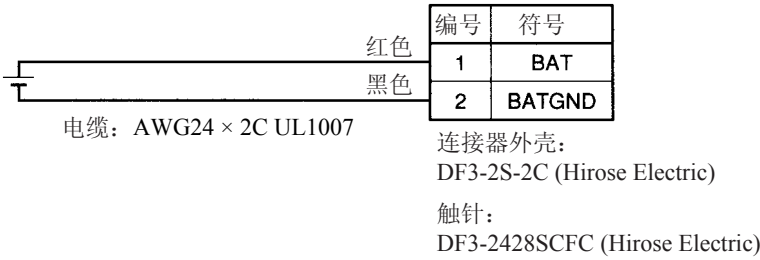 编号 符号
红色 1 BAT
黑色 2 BATGND
电缆：AWG24 × 2C UL1007
连接器外壳：
DF3-2S-2C (Hirose Electric)
触针：
DF3-2428SCFC (Hirose Electric)